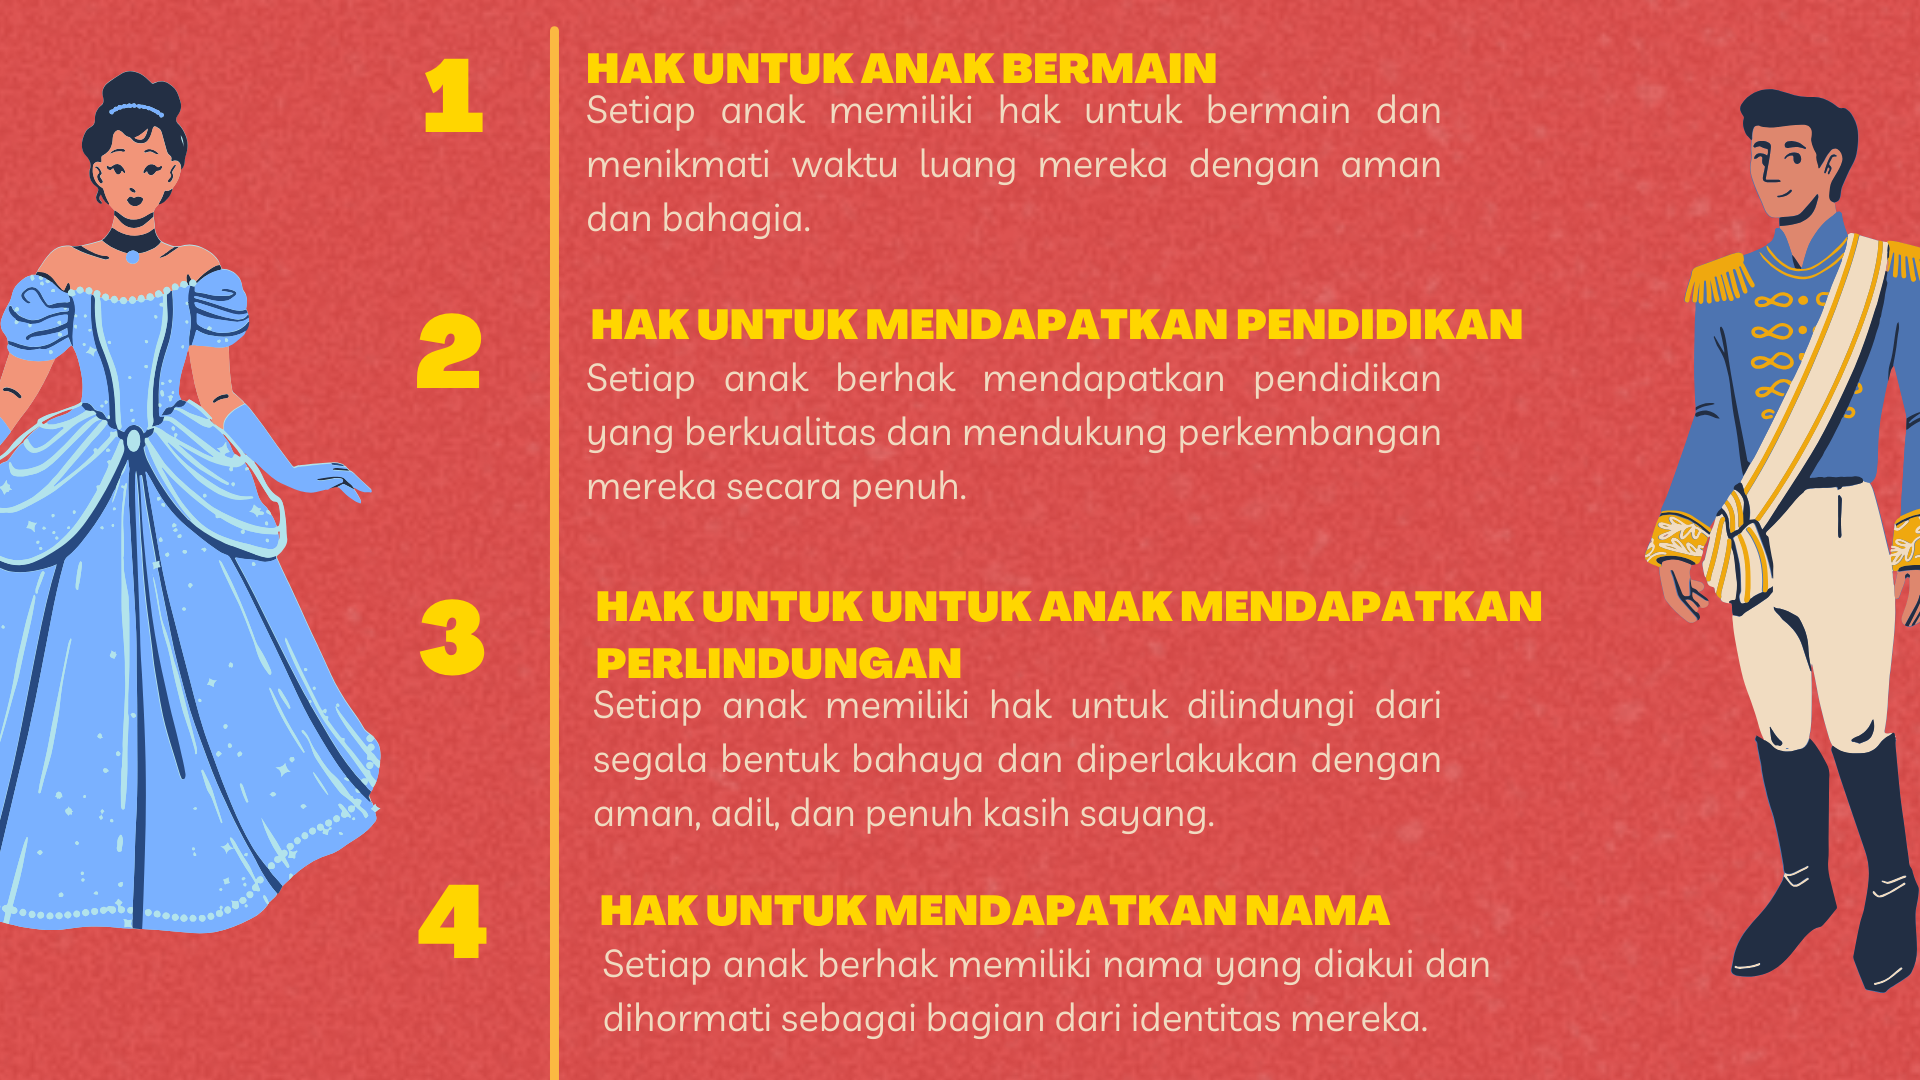 1
HAK UNTUK ANAK BERMAIN
Setiap anak memiliki hak untuk bermain dan
menikmati waktu luang mereka dengan aman
dan bahagia.
2
HAK UNTUK MENDAPATKAN PENDIDIKAN
Setiap anak berhak mendapatkan pendidikan
yang berkualitas dan mendukung perkembangan
mereka secara penuh.
3
HAK UNTUK UNTUK ANAK MENDAPATKAN
PERLINDUNGAN
Setiap anak memiliki hak untuk dilindungi dari
segala bentuk bahaya dan diperlakukan dengan
aman, adil, dan penuh kasih sayang.
4
HAK UNTUK MENDAPATKAN NAMA
Setiap anak berhak memiliki nama yang diakui dan
dihormati sebagai bagian dari identitas mereka.